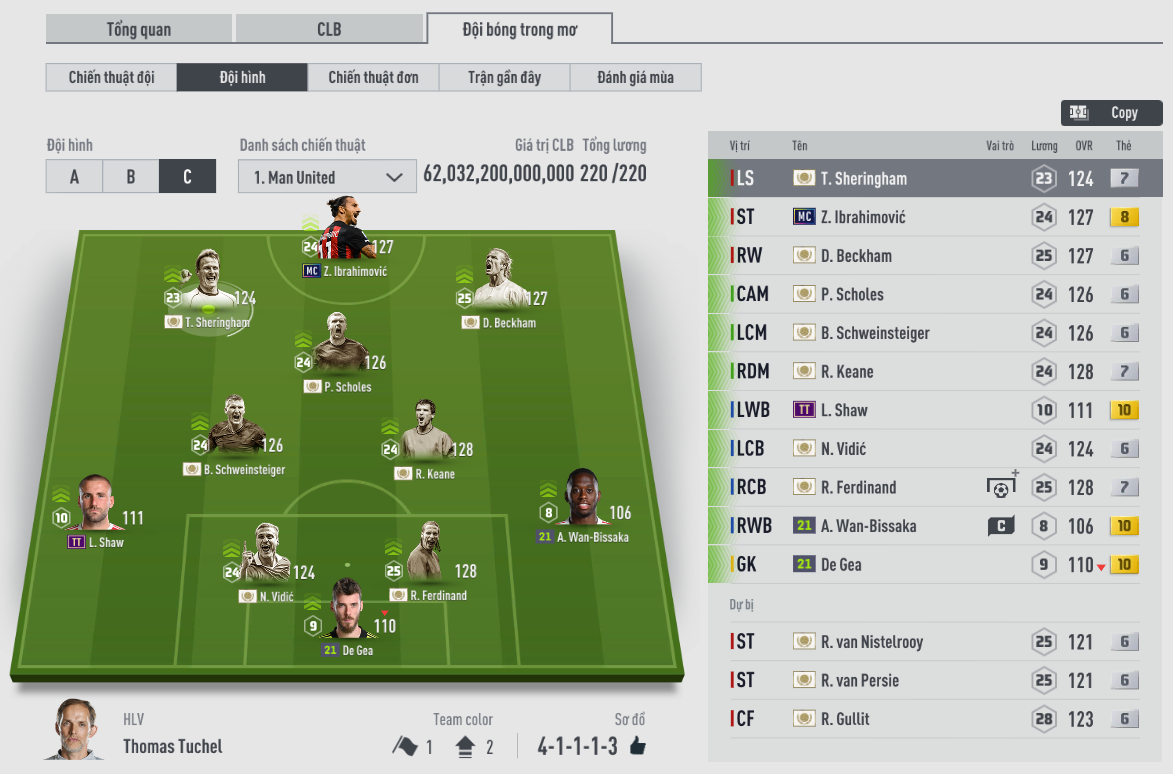 Tổng quan CLB Đội bóng trong mơ
Chiến thuật đội Đội hình Chiến thuật đơn Trận gần đây Đánh giá mùa
Copy
Đội hình Danh sách chiến thuật Giá trị CLB Tổng lương
A B C 1. Man United 62,032,200,000,000 220 /220
24 127
MC Z. Ibrahimović
23 124
T. Sheringham
25 127
D. Beckham
24 126
P. Scholes
24 126
B. Schweinsteiger
24 128
R. Keane
10 111
TT L. Shaw
8 106
21 A. Wan-Bissaka
24 124
N. Vidić
25 128
R. Ferdinand
9 110
21 De Gea
HLV Team color Sơ đồ
Thomas Tuchel 1 2 4-1-1-1-3
Vị trí Tên Vai trò Lương OVR Thẻ
LS T. Sheringham 23 124 7
ST MC Z. Ibrahimović 24 127 8
RW D. Beckham 25 127 6
CAM P. Scholes 24 126 6
LCM B. Schweinsteiger 24 126 6
RDM R. Keane 24 128 7
LWB TT L. Shaw 10 111 10
LCB N. Vidić 24 124 6
RCB R. Ferdinand 25 128 7
RWB 21 A. Wan-Bissaka C 8 106 10
GK 21 De Gea 9 110 10
Dự bị
ST R. van Nistelrooy 25 121 6
ST R. van Persie 25 121 6
CF R. Gullit 28 123 6